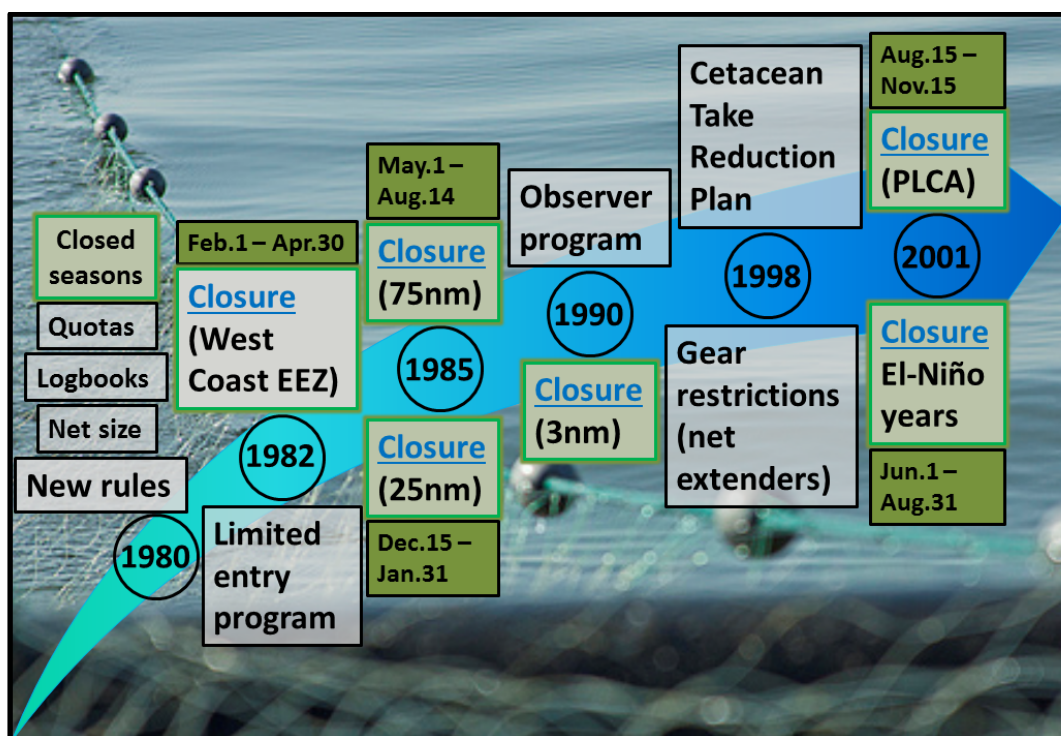 Closed
seasons
Quotas
Logbooks
Net size
New rules
1980
Feb.1 – Apr.30
Closure
(West
Coast EEZ)
1982
Limited
entry
program
May.1 –
Aug.14
Closure
(75nm)
1985
Closure
(25nm)
Dec.15 –
Jan.31
Observer
program
1990
Closure
(3nm)
Cetacean
Take
Reduction
Plan
1998
Gear
restrictions
(net
extenders)
Aug.15 –
Nov.15
Closure
(PLCA)
2001
Closure
El-Niño
years
Jun.1 –
Aug.31